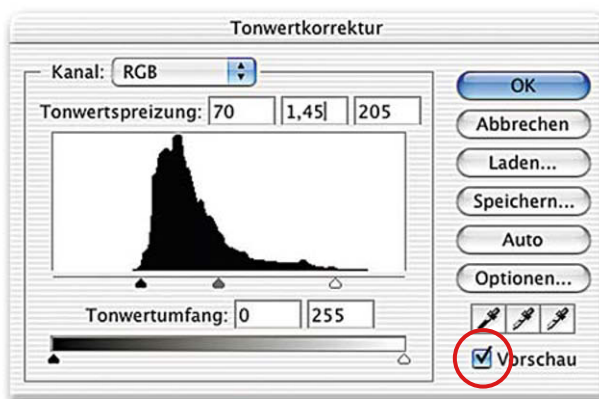 Tonwertkorrektur
Kanal: RGB
Tonwertspreizung: 70 1,45 205
Tonwertumfang: 0 255
OK
Abbrechen
Laden...
Speichern...
Auto
Optionen...
Vorschau